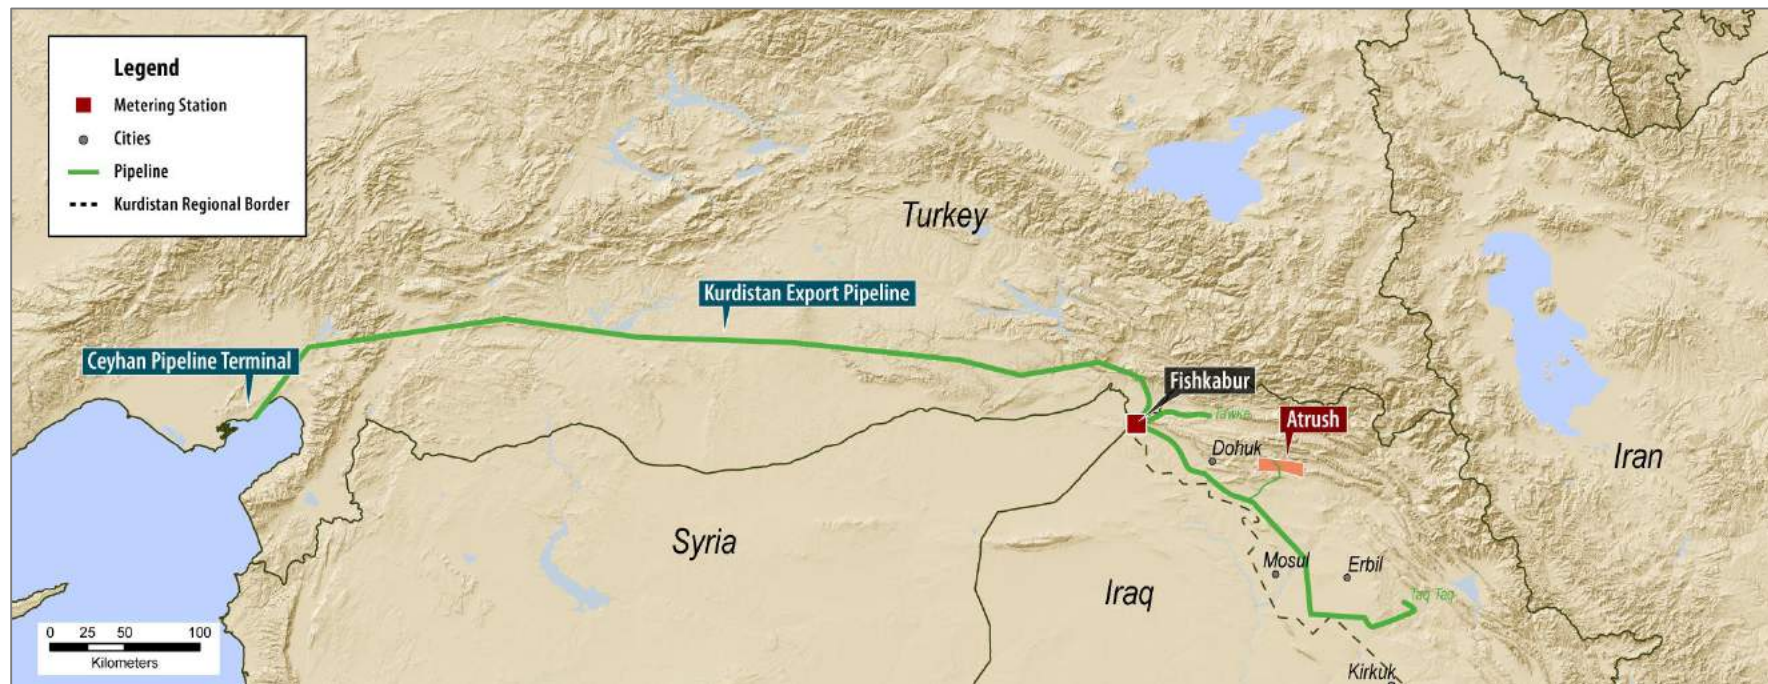 Legend
Metering Station
Cities
Pipeline
Kurdistan Regional Border
Turkey
Kurdistan Export Pipeline
Ceyhan Pipeline Terminal
Fishkabur
Tawke
Atrush
Dohuk
Iran
Syria
Mosul
Erbil
Iraq
Taq Taq
0 25 50 100
Kilometers
Kirkuk